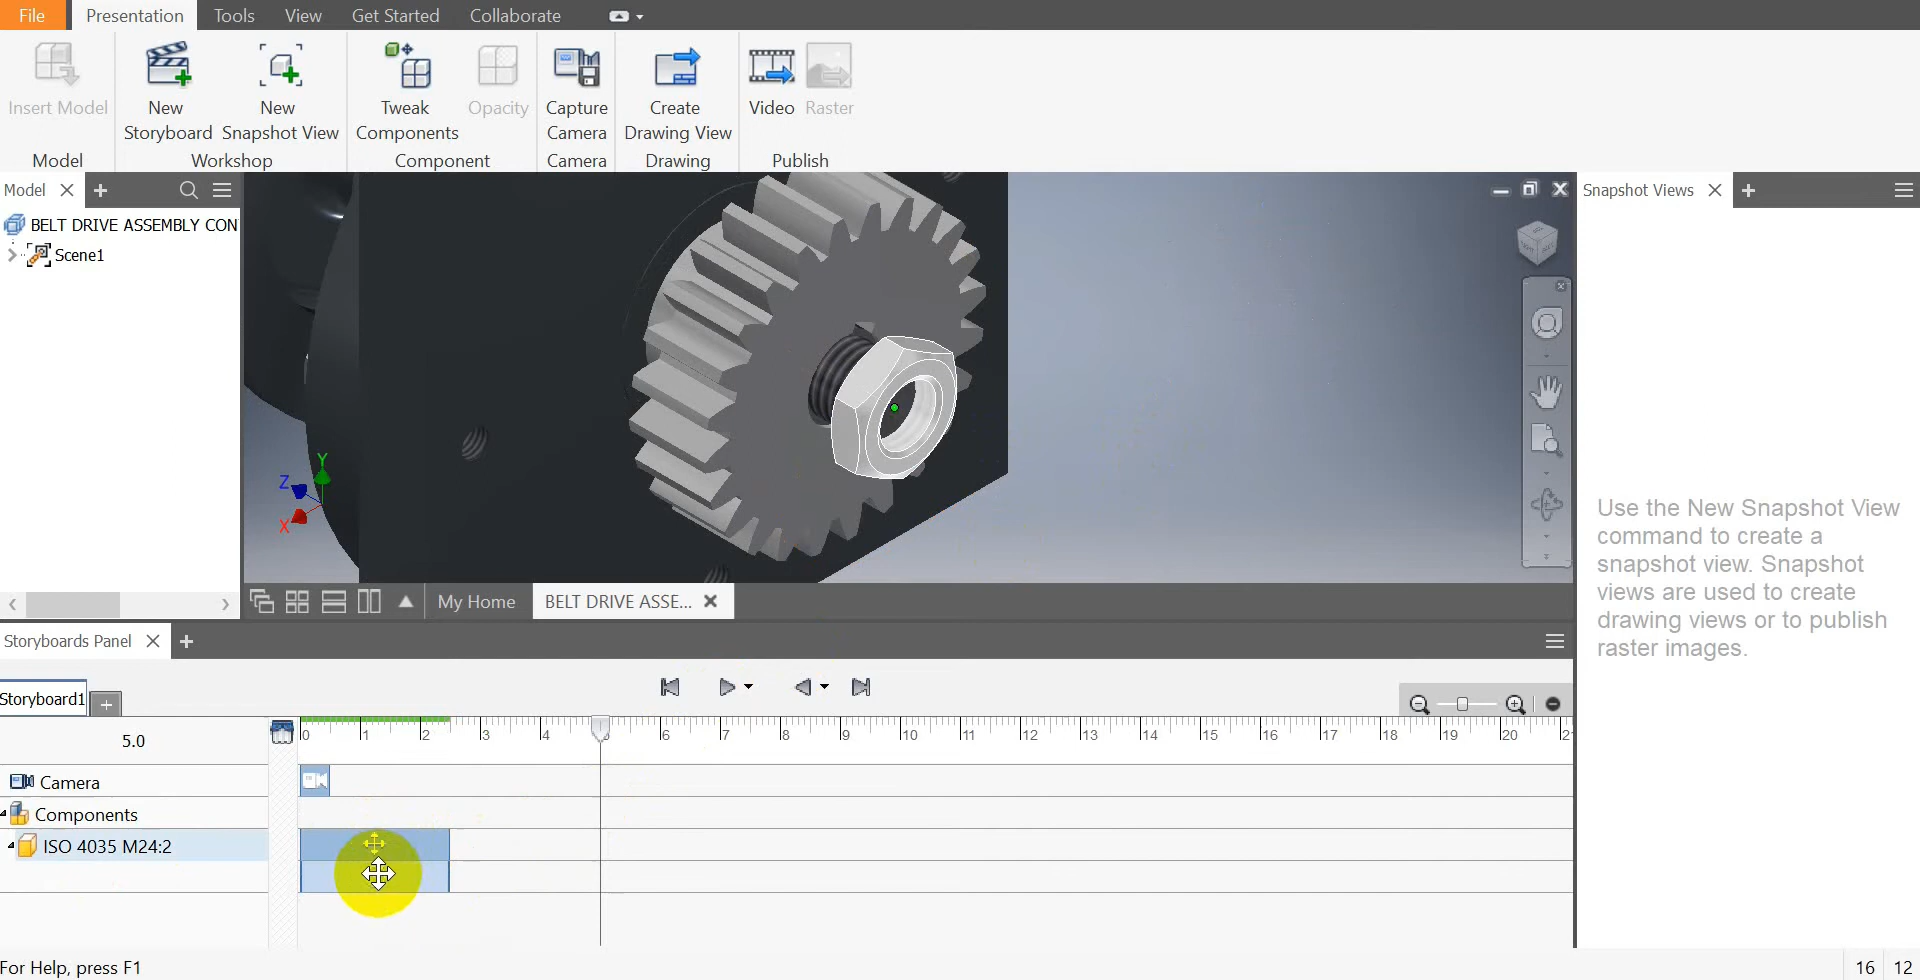 File Presentation Tools View Get Started Collaborate
Insert Model
New
Storyboard
New
Snapshot View
Tweak
Components
Opacity
Capture
Camera
Create
Drawing View
Video
Raster
Model Workshop Component Camera Drawing Publish
Model
BELT DRIVE ASSEMBLY CON
Scene1
Z Y X
Snapshot Views
Use the New Snapshot View
command to create a
snapshot view. Snapshot
views are used to create
drawing views or to publish
raster images.
My Home BELT DRIVE ASSE...
Storyboards Panel
Storyboard1
5.0
0 1 2 3 4 6 7 8 9 10 11 12 13 14 15 16 17 18 19 20
Camera
Components
ISO 4035 M24:2
For Help, press F1
16 12